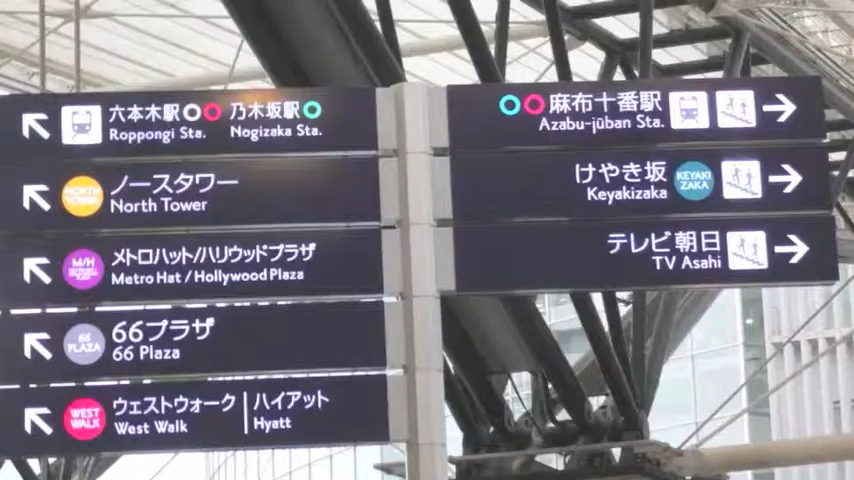 六本木駅 乃木坂駅
Roppongi Sta. Nogizaka Sta.
NORTH TOWER
ノースタワー
North Tower
M/H
メトロハット/ハリウッドプラザ
Metro Hat / Hollywood Plaza
66 PLAZA
66プラザ
66 Plaza
WEST WALK
ウェストウォーク ハイアット
West Walk Hyatt
麻布十番駅
Azabu-jūban Sta.
けやき坂
Keyakizaka
KEYAKI ZAKA
テレビ朝日
TV Asahi